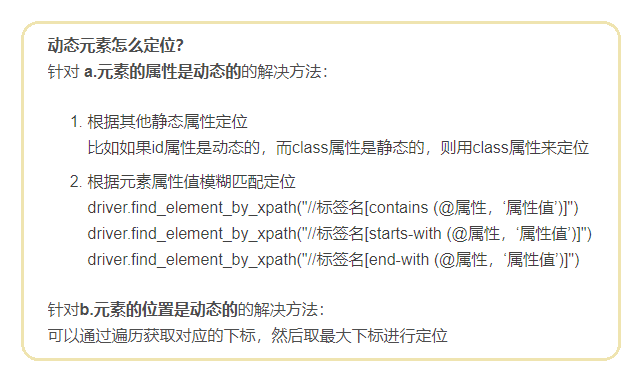 动态元素怎么定位？
针对 a.元素的属性是动态的的解决方法：
1. 根据其他静态属性定位
比如如果id属性是动态的，而class属性是静态的，则用class属性来定位
2. 根据元素属性值模糊匹配定位
driver.find_element_by_xpath("//标签名[contains (@属性，‘属性值’)]")
driver.find_element_by_xpath("//标签名[starts-with (@属性，‘属性值’)]")
driver.find_element_by_xpath("//标签名[end-with (@属性，‘属性值’)]")
针对b.元素的位置是动态的的解决方法：
可以通过遍历获取对应的下标，然后取最大下标进行定位